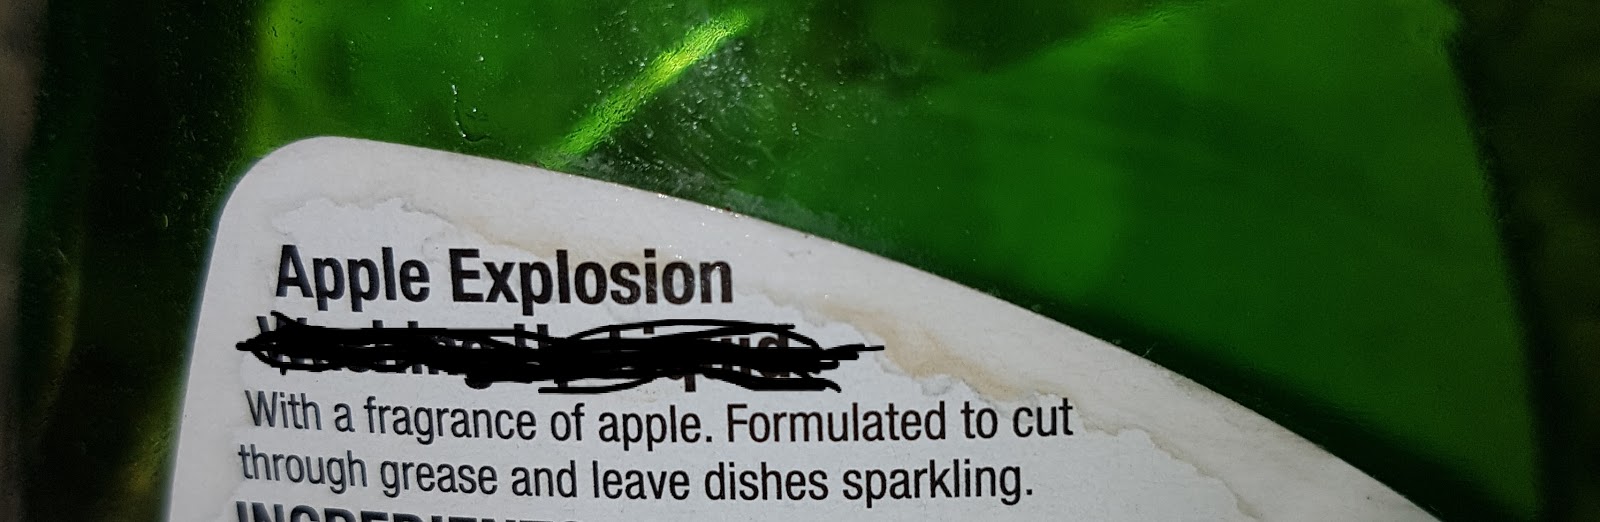 Apple Explosion
With a fragrance of apple. Formulated to cut
through grease and leave dishes sparkling.